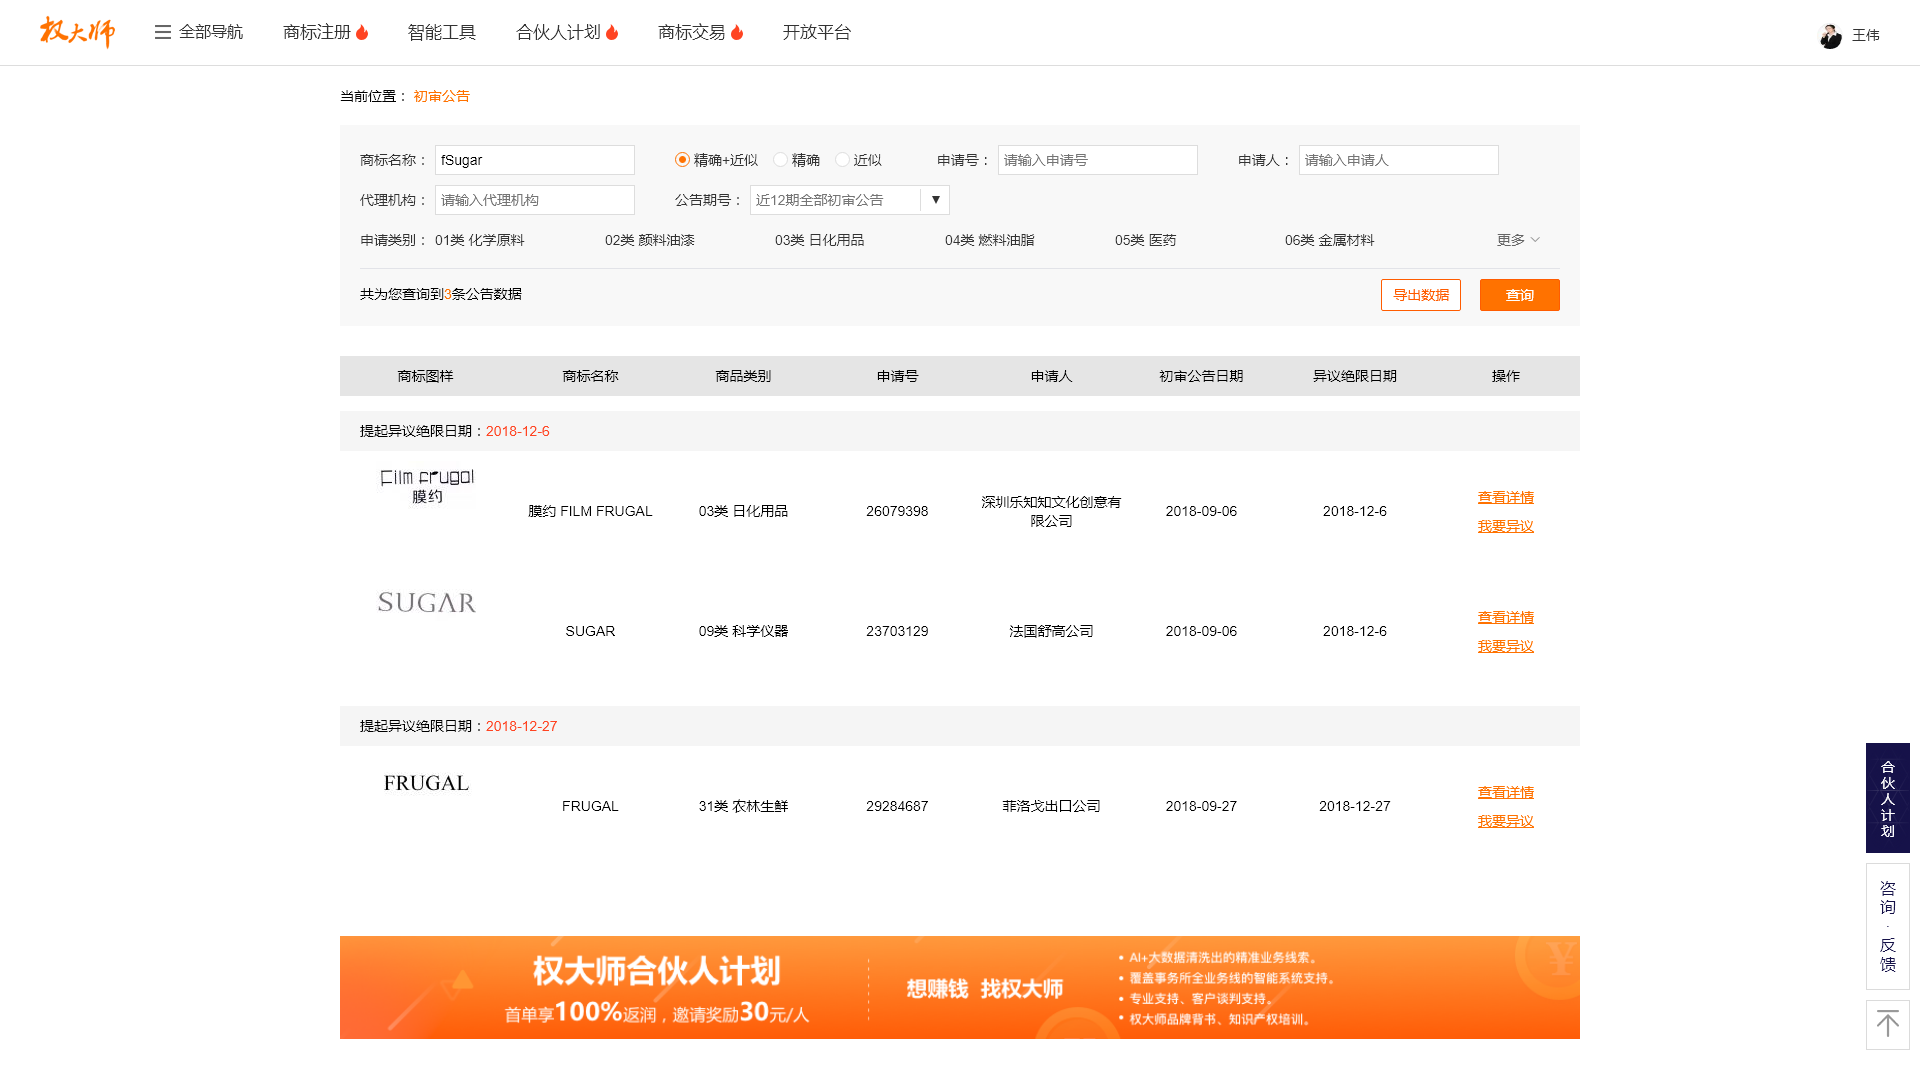 权大师 全部导航 商标注册 智能工具 合伙人计划 商标交易 开放平台 王伟
当前位置： 初审公告
商标名称： fSugar 精确+近似 精确 近似 申请号： 请输入申请号 申请人： 请输入申请人
代理机构： 请输入代理机构 公告期号： 近12期全部初审公告 ▼
申请类别： 01类 化学原料 02类 颜料油漆 03类 日化用品 04类 燃料油脂 05类 医药 06类 金属材料 更多
共为您查询到3条公告数据 导出数据 查询
商标图样 商标名称 商品类别 申请号 申请人 初审公告日期 异议绝限日期 操作
提起异议绝限日期：2018-12-6
Film frugal
膜约
膜约 FILM FRUGAL 03类 日化用品 26079398 深圳乐知知文化创意有
限公司 2018-09-06 2018-12-6 查看详情
我要异议
SUGAR
SUGAR 09类 科学仪器 23703129 法国舒高公司 2018-09-06 2018-12-6 查看详情
我要异议
提起异议绝限日期：2018-12-27
FRUGAL
FRUGAL 31类 农林生鲜 29284687 菲洛戈出口公司 2018-09-27 2018-12-27 查看详情
我要异议
权大师合伙人计划
首单享100%返润，邀请奖励30元/人
想赚钱 找权大师
• AI+大数据清洗出的精准业务线索。
• 覆盖事务所全业务线的智能系统支持。
• 专业支持、客户谈判支持。
• 权大师品牌背书、知识产权培训。
合伙人计划
咨询·反馈